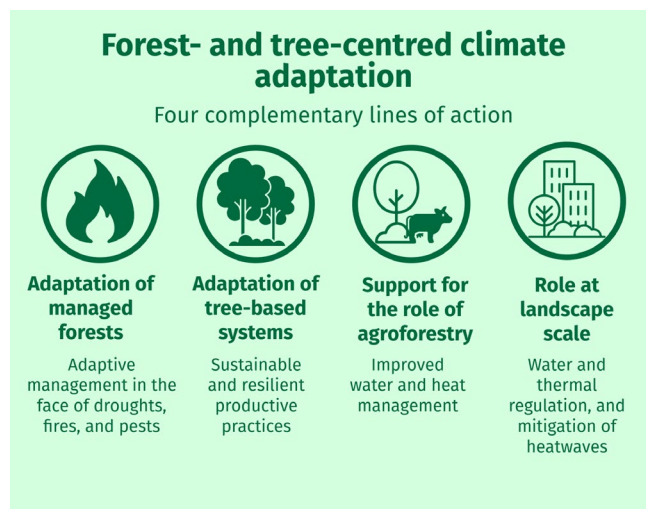 Forest- and tree-centred climate
adaptation
Four complementary lines of action
Adaptation of
managed
forests
Adaptive
management in the
face of droughts,
fires, and pests
Adaptation of
tree-based
systems
Sustainable
and resilient
productive
practices
Support for
the role of
agroforestry
Improved
water and heat
management
Role at
landscape
scale
Water and
thermal
regulation, and
mitigation of
heatwaves